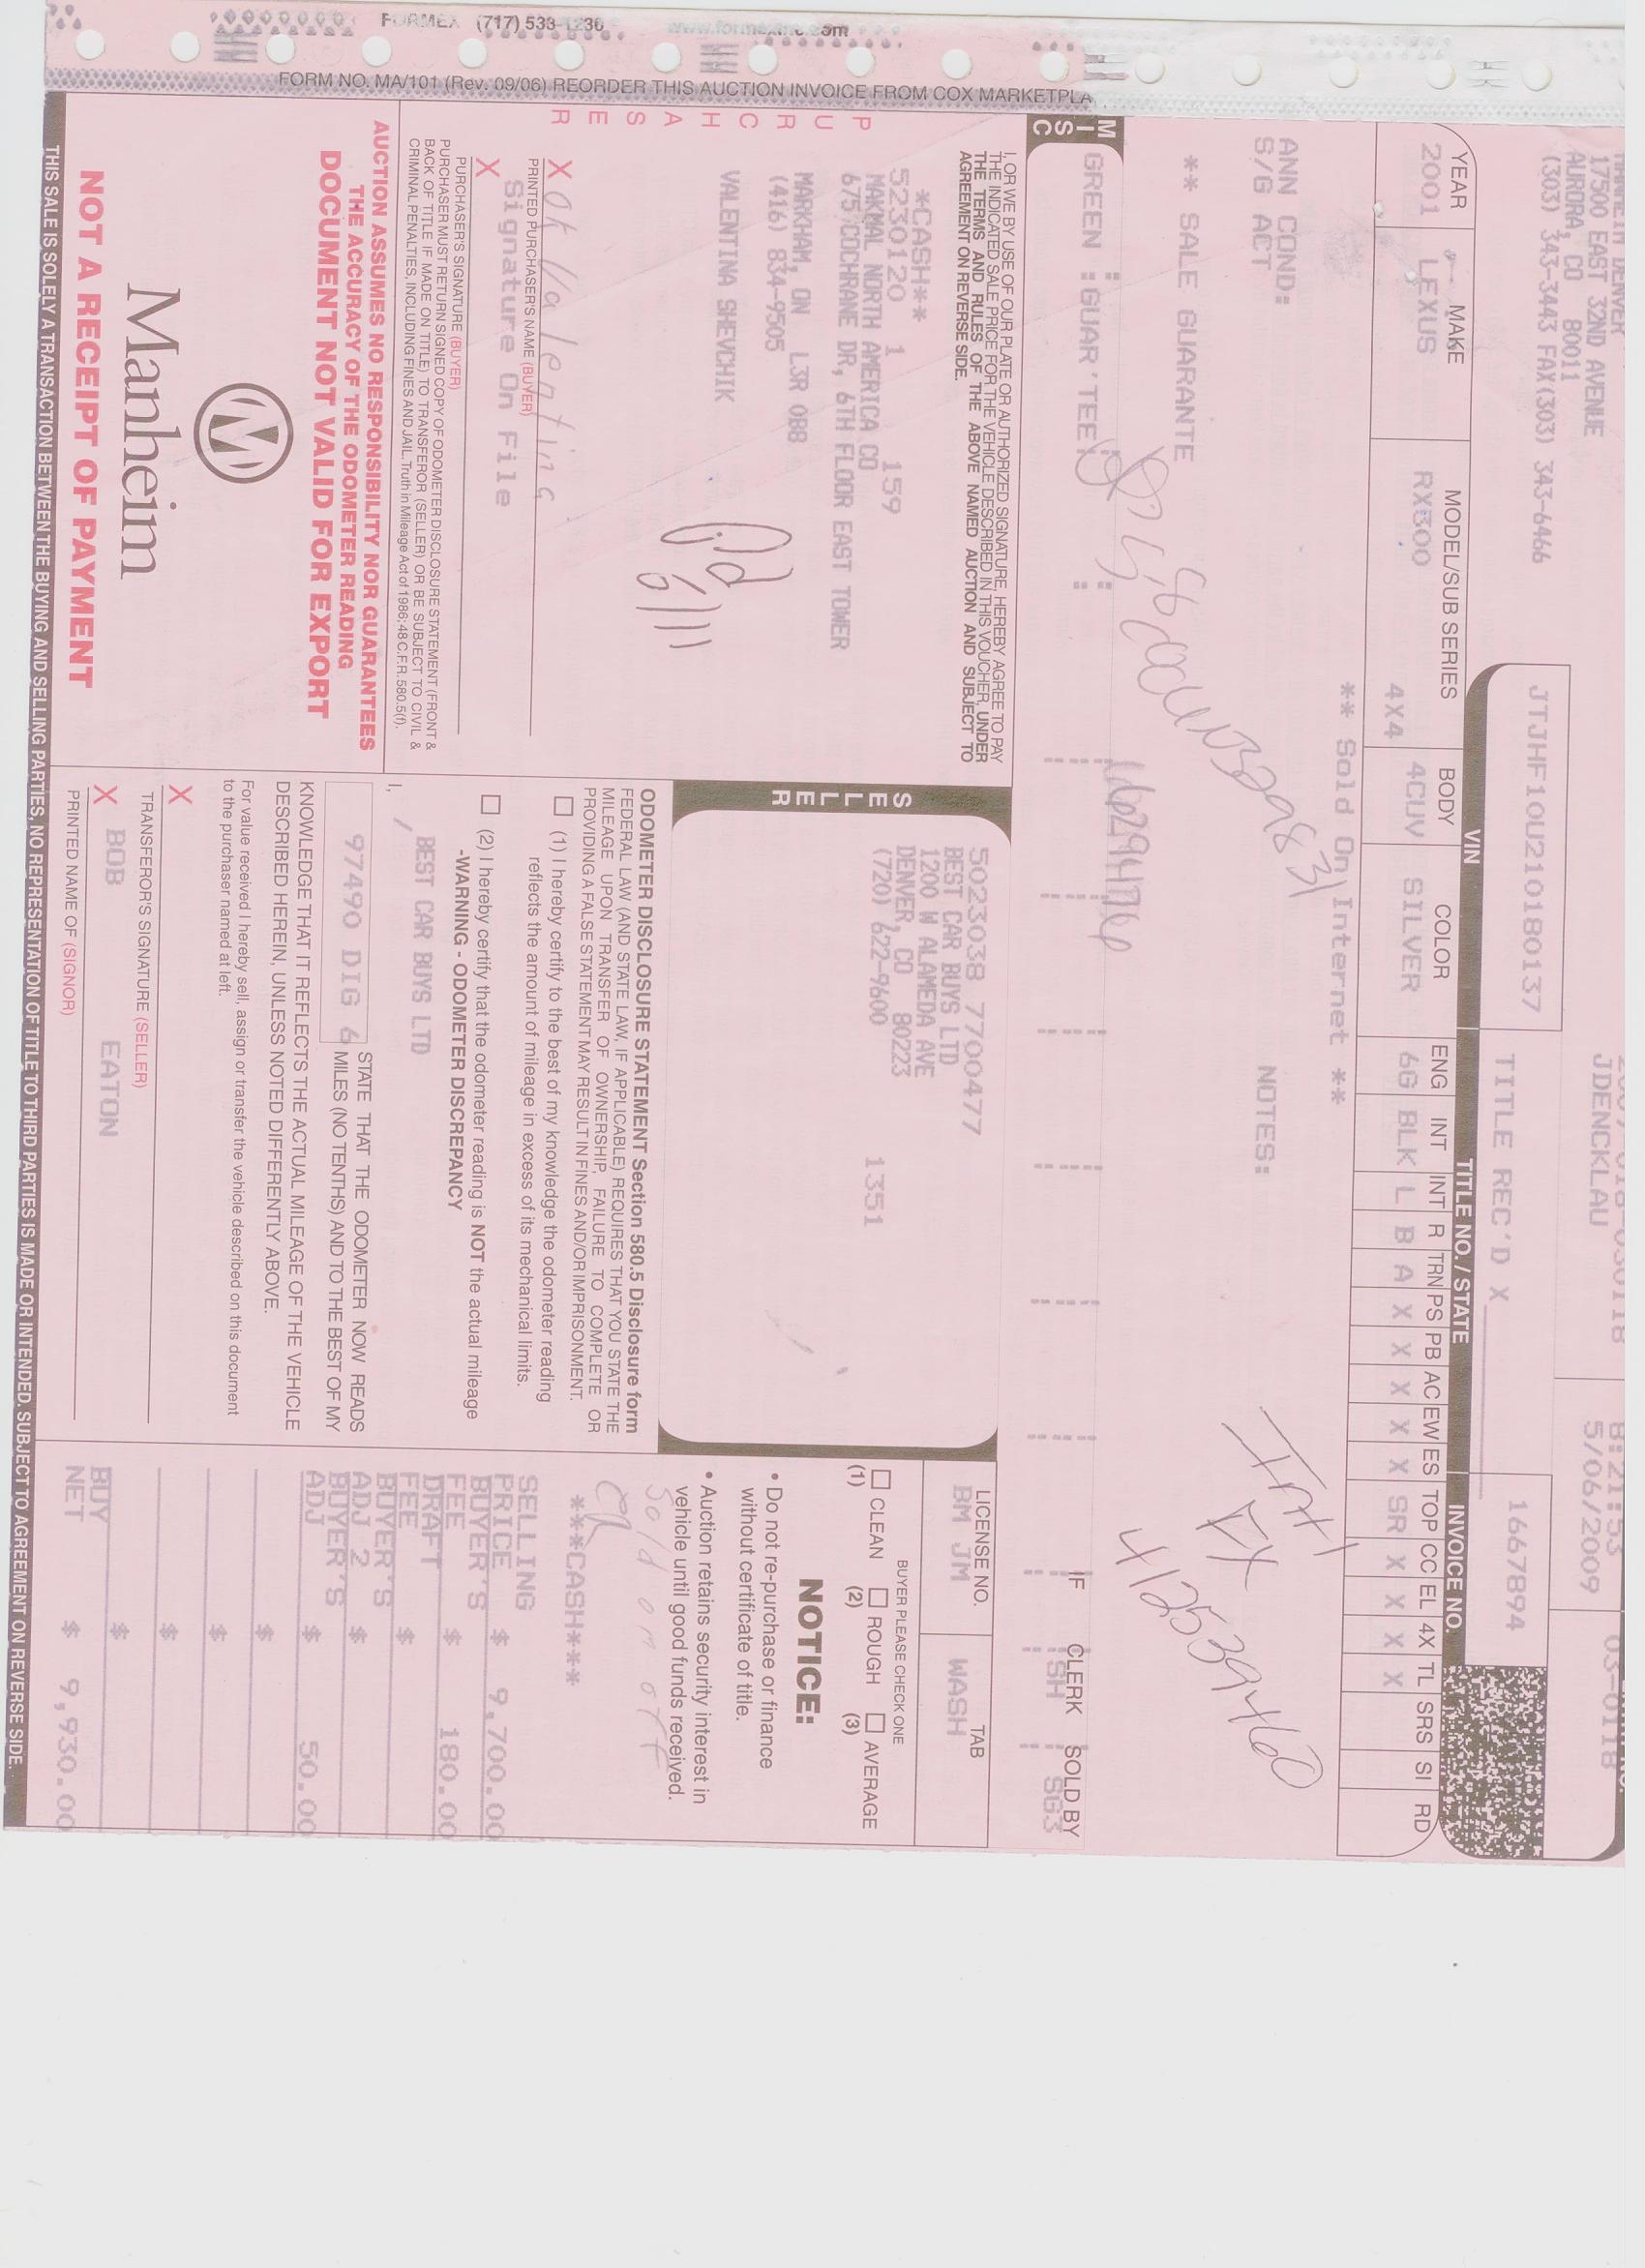 FORMEX (717) 533-1236 www.formexinc.com
FORM NO. MA/101 (Rev. 09/06) REORDER THIS AUCTION INVOICE FROM COX MARKETPLA
17500 EAST 32ND AVENUE
AURORA, CO 80011
(303) 343-3443 FAX(303) 343-6466
JDENCKLAU
8:21:53
5/06/2009
03-0118
VIN
JTJHF10U210180137
TITLE NO. / STATE
TITLE REC'D X
INVOICE NO.
1667894
YEAR MAKE MODEL/SUB SERIES BODY COLOR ENG INT INT R TRN PS PB AC EW ES TOP CC EL 4X TL SRS SI RD
2001 LEXUS RX300 4X4 4CUV SILVER 6G BLK L B A X X X X X SR X X X X
** Sold On Internet **
ANN COND:
S/G ACT
NOTES:
** SALE GUARANTE
Int'l
FX
412539460
MISC
GREEN :GUAR'TEE
IF CLERK SOLD BY
SH SG3
I, OR WE BY USE OF OUR PLATE OR AUTHORIZED SIGNATURE, HEREBY AGREE TO PAY
THE INDICATED SALE PRICE FOR THE VEHICLE DESCRIBED IN THIS VOUCHER, UNDER
THE TERMS AND RULES OF THE ABOVE NAMED AUCTION AND SUBJECT TO
AGREEMENT ON REVERSE SIDE.
PURCHASER
*CASH**
5230120 1 159
MAKMAL NORTH AMERICA CO
675 COCHRANE DR, 6TH FLOOR EAST TOWER
MARKHAM, ON L3R 0B8
(416) 834-9505
VALENTINA SHEVCHIK
Pd
6/11
X ok Valentina
PRINTED PURCHASER'S NAME (BUYER)
Signature On File
X
PURCHASER'S SIGNATURE (BUYER)
PURCHASER MUST RETURN SIGNED COPY OF ODOMETER DISCLOSURE STATEMENT (FRONT &
BACK OF TITLE IF MADE ON TITLE) TO TRANSFEROR (SELLER) OR BE SUBJECT TO CIVIL &
CRIMINAL PENALTIES, INCLUDING FINES AND JAIL. Truth in Mileage Act of 1986; 48 C.F.R. 580.5(f).
AUCTION ASSUMES NO RESPONSIBILITY NOR GUARANTEES
THE ACCURACY OF THE ODOMETER READING
DOCUMENT NOT VALID FOR EXPORT
Manheim
NOT A RECEIPT OF PAYMENT
SELLER
5023038 7700477
BEST CAR BUYS LTD
1200 W ALAMEDA AVE
DENVER, CO 80223
(720) 622-9600 1351
ODOMETER DISCLOSURE STATEMENT Section 580.5 Disclosure form
FEDERAL LAW (AND STATE LAW, IF APPLICABLE) REQUIRES THAT YOU STATE THE
MILEAGE UPON TRANSFER OF OWNERSHIP. FAILURE TO COMPLETE OR
PROVIDING A FALSE STATEMENT MAY RESULT IN FINES AND/OR IMPRISONMENT.
(1) I hereby certify to the best of my knowledge the odometer reading
reflects the amount of mileage in excess of its mechanical limits.
(2) I hereby certify that the odometer reading is NOT the actual mileage
-WARNING - ODOMETER DISCREPANCY
BEST CAR BUYS LTD
I,
97490 DIG 6
STATE THAT THE ODOMETER NOW READS
MILES (NO TENTHS) AND TO THE BEST OF MY
KNOWLEDGE THAT IT REFLECTS THE ACTUAL MILEAGE OF THE VEHICLE
DESCRIBED HEREIN, UNLESS NOTED DIFFERENTLY ABOVE.
For value received I hereby sell, assign or transfer the vehicle described on this document
to the purchaser named at left.
X
TRANSFEROR'S SIGNATURE (SELLER)
X BOB EATON
PRINTED NAME OF (SIGNOR)
LICENSE NO. TAB
BM JM WASH
BUYER PLEASE CHECK ONE
CLEAN ROUGH AVERAGE
(1) (2) (3)
NOTICE:
• Do not re-purchase or finance
without certificate of title.
• Auction retains security interest in
vehicle until good funds received.
sold on off
***CASH***
SELLING
PRICE $ 9,700.00
BUYER'S
FEE $ 180.00
DRAFT
FEE $
BUYER'S
ADJ 2 $
BUYER'S
ADJ $ 50.00
$
$
$
$
BUY
NET $ 9,930.00
THIS SALE IS SOLELY A TRANSACTION BETWEEN THE BUYING AND SELLING PARTIES, NO REPRESENTATION OF TITLE TO THIRD PARTIES IS MADE OR INTENDED. SUBJECT TO AGREEMENT ON REVERSE SIDE.